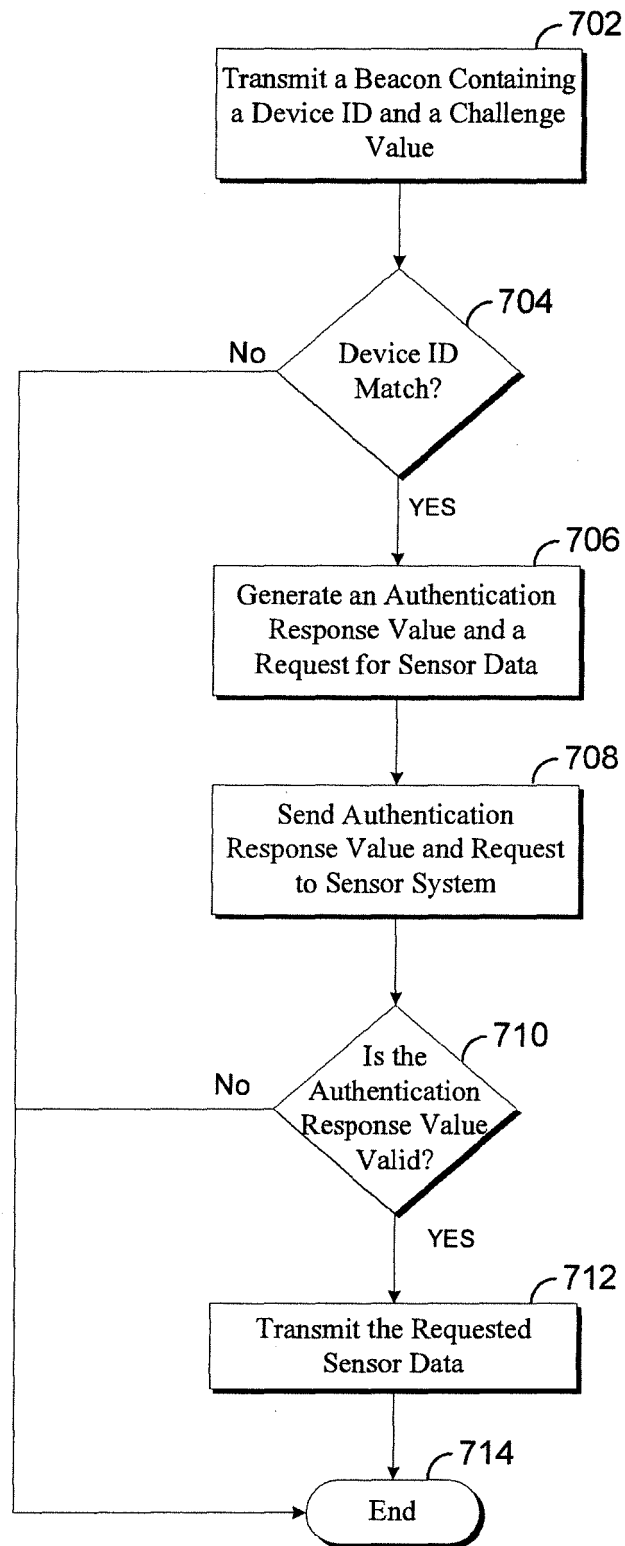 702
Transmit a Beacon Containing
a Device ID and a Challenge
Value
704
No
Device ID
Match?
YES
706
Generate an Authentication
Response Value and a
Request for Sensor Data
708
Send Authentication
Response Value and Request
to Sensor System
710
No
Is the
Authentication
Response Value
Valid?
YES
712
Transmit the Requested
Sensor Data
714
End